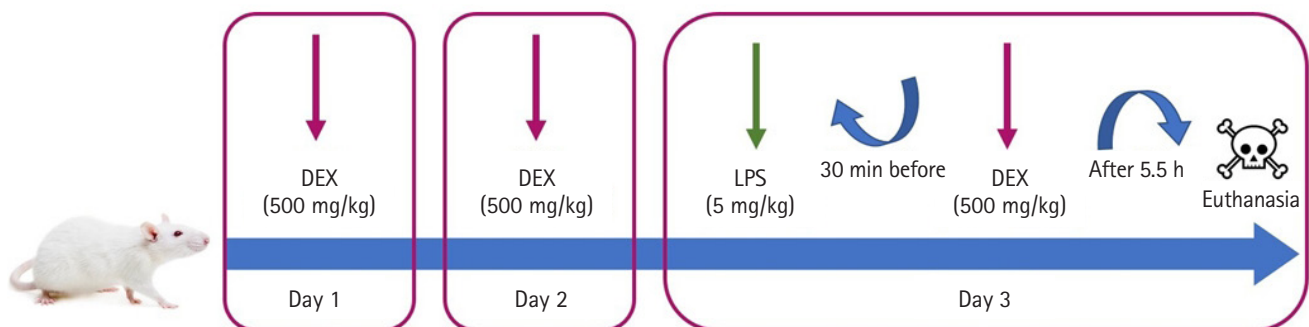 DEX
(500 mg/kg)
Day 1
DEX
(500 mg/kg)
Day 2
LPS
(5 mg/kg)
30 min before
DEX
(500 mg/kg)
After 5.5 h
Euthanasia
Day 3